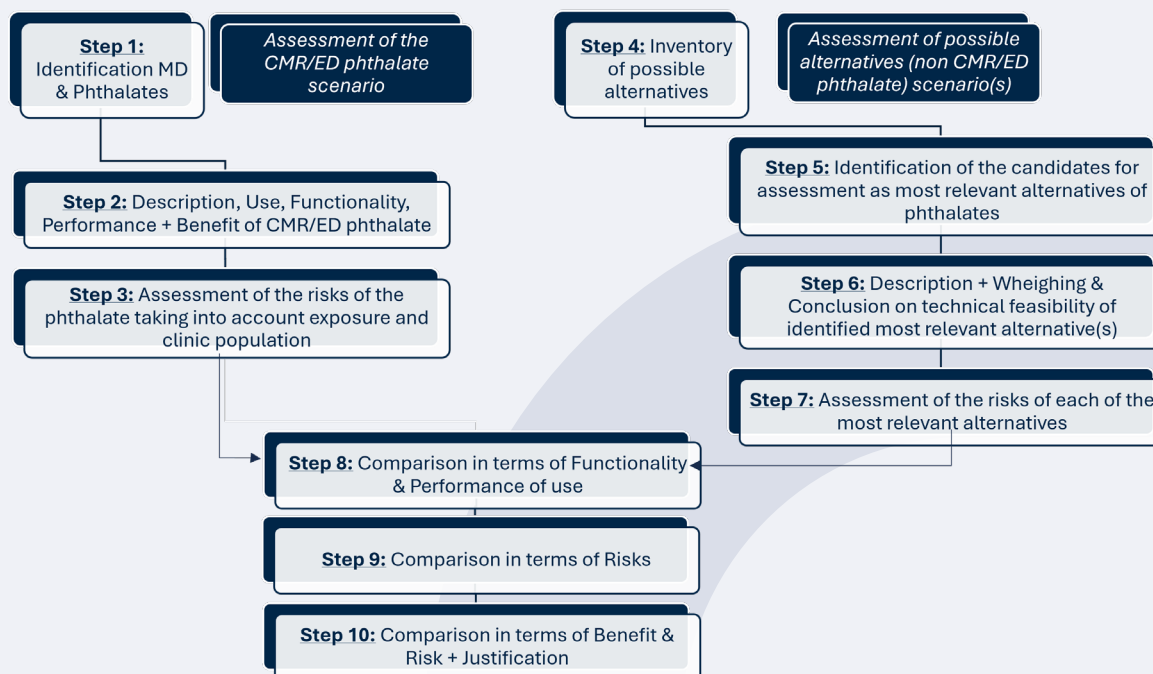 Step 1:
Identification MD
& Phthalates
Assessment of the
CMR/ED phthalate
scenario
Step 2: Description, Use, Functionality,
Performance + Benefit of CMR/ED phthalate
Step 3: Assessment of the risks of the
phthalate taking into account exposure and
clinic population
Step 4: Inventory
of possible
alternatives
Assessment of possible
alternatives (non CMR/ED
phthalate) scenario(s)
Step 5: Identification of the candidates for
assessment as most relevant alternatives of
phthalates
Step 6: Description + Wheighing &
Conclusion on technical feasibility of
identified most relevant alternative(s)
Step 7: Assessment of the risks of each of the
most relevant alternatives
Step 8: Comparison in terms of Functionality
& Performance of use
Step 9: Comparison in terms of Risks
Step 10: Comparison in terms of Benefit &
Risk + Justification